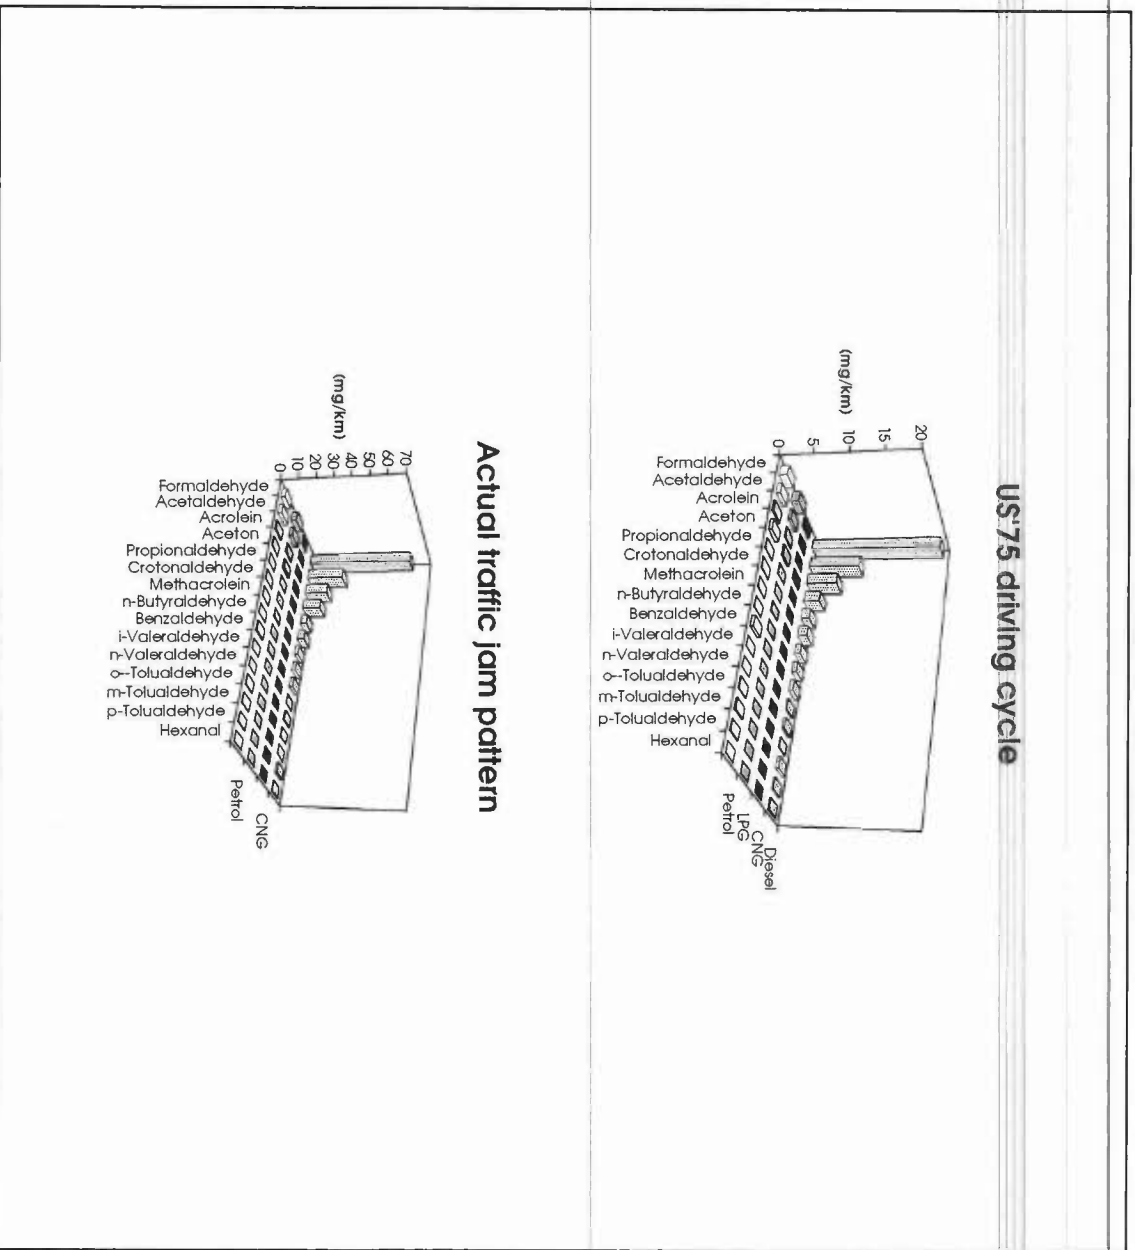 US'75 driving cycle
(mg/km)
20
15
10
5
0
Formaldehyde
Acetaldehyde
Acrolein
Aceton
Propionaldehyde
Crotonaldehyde
Methacrolein
n-Butyraldehyde
Benzaldehyde
i-Valeraldehyde
n-Valeraldehyde
o--Tolualdehyde
m-Tolualdehyde
p-Tolualdehyde
Hexanal
Diesel
CNG
LPG
Petrol
Actual traffic jam pattern
(mg/km)
70
60
50
40
30
20
10
0
Formaldehyde
Acetaldehyde
Acrolein
Aceton
Propionaldehyde
Crotonaldehyde
Methacrolein
n-Butyraldehyde
Benzaldehyde
i-Valeraldehyde
n-Valeraldehyde
o--Tolualdehyde
m-Tolualdehyde
p-Tolualdehyde
Hexanal
CNG
Petrol